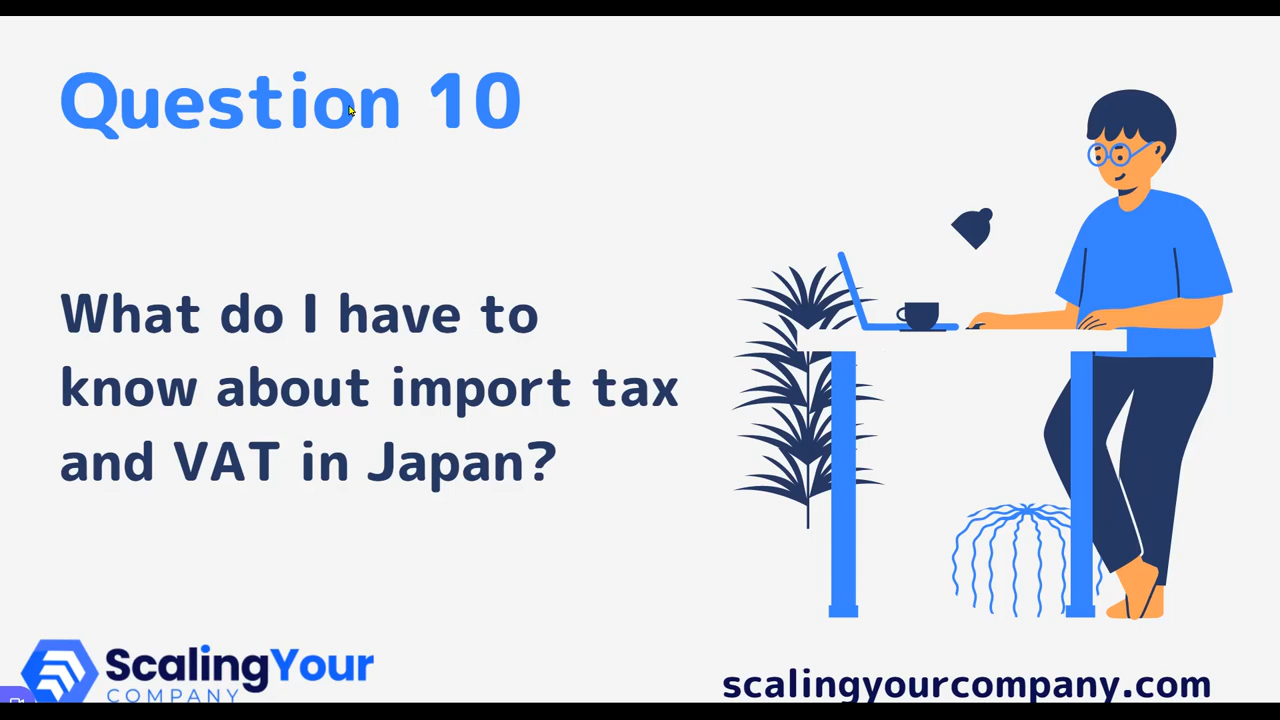 Question 10
What do I have to
know about import tax
and VAT in Japan?
ScalingYour
COMPANY
scalingyourcompany.com